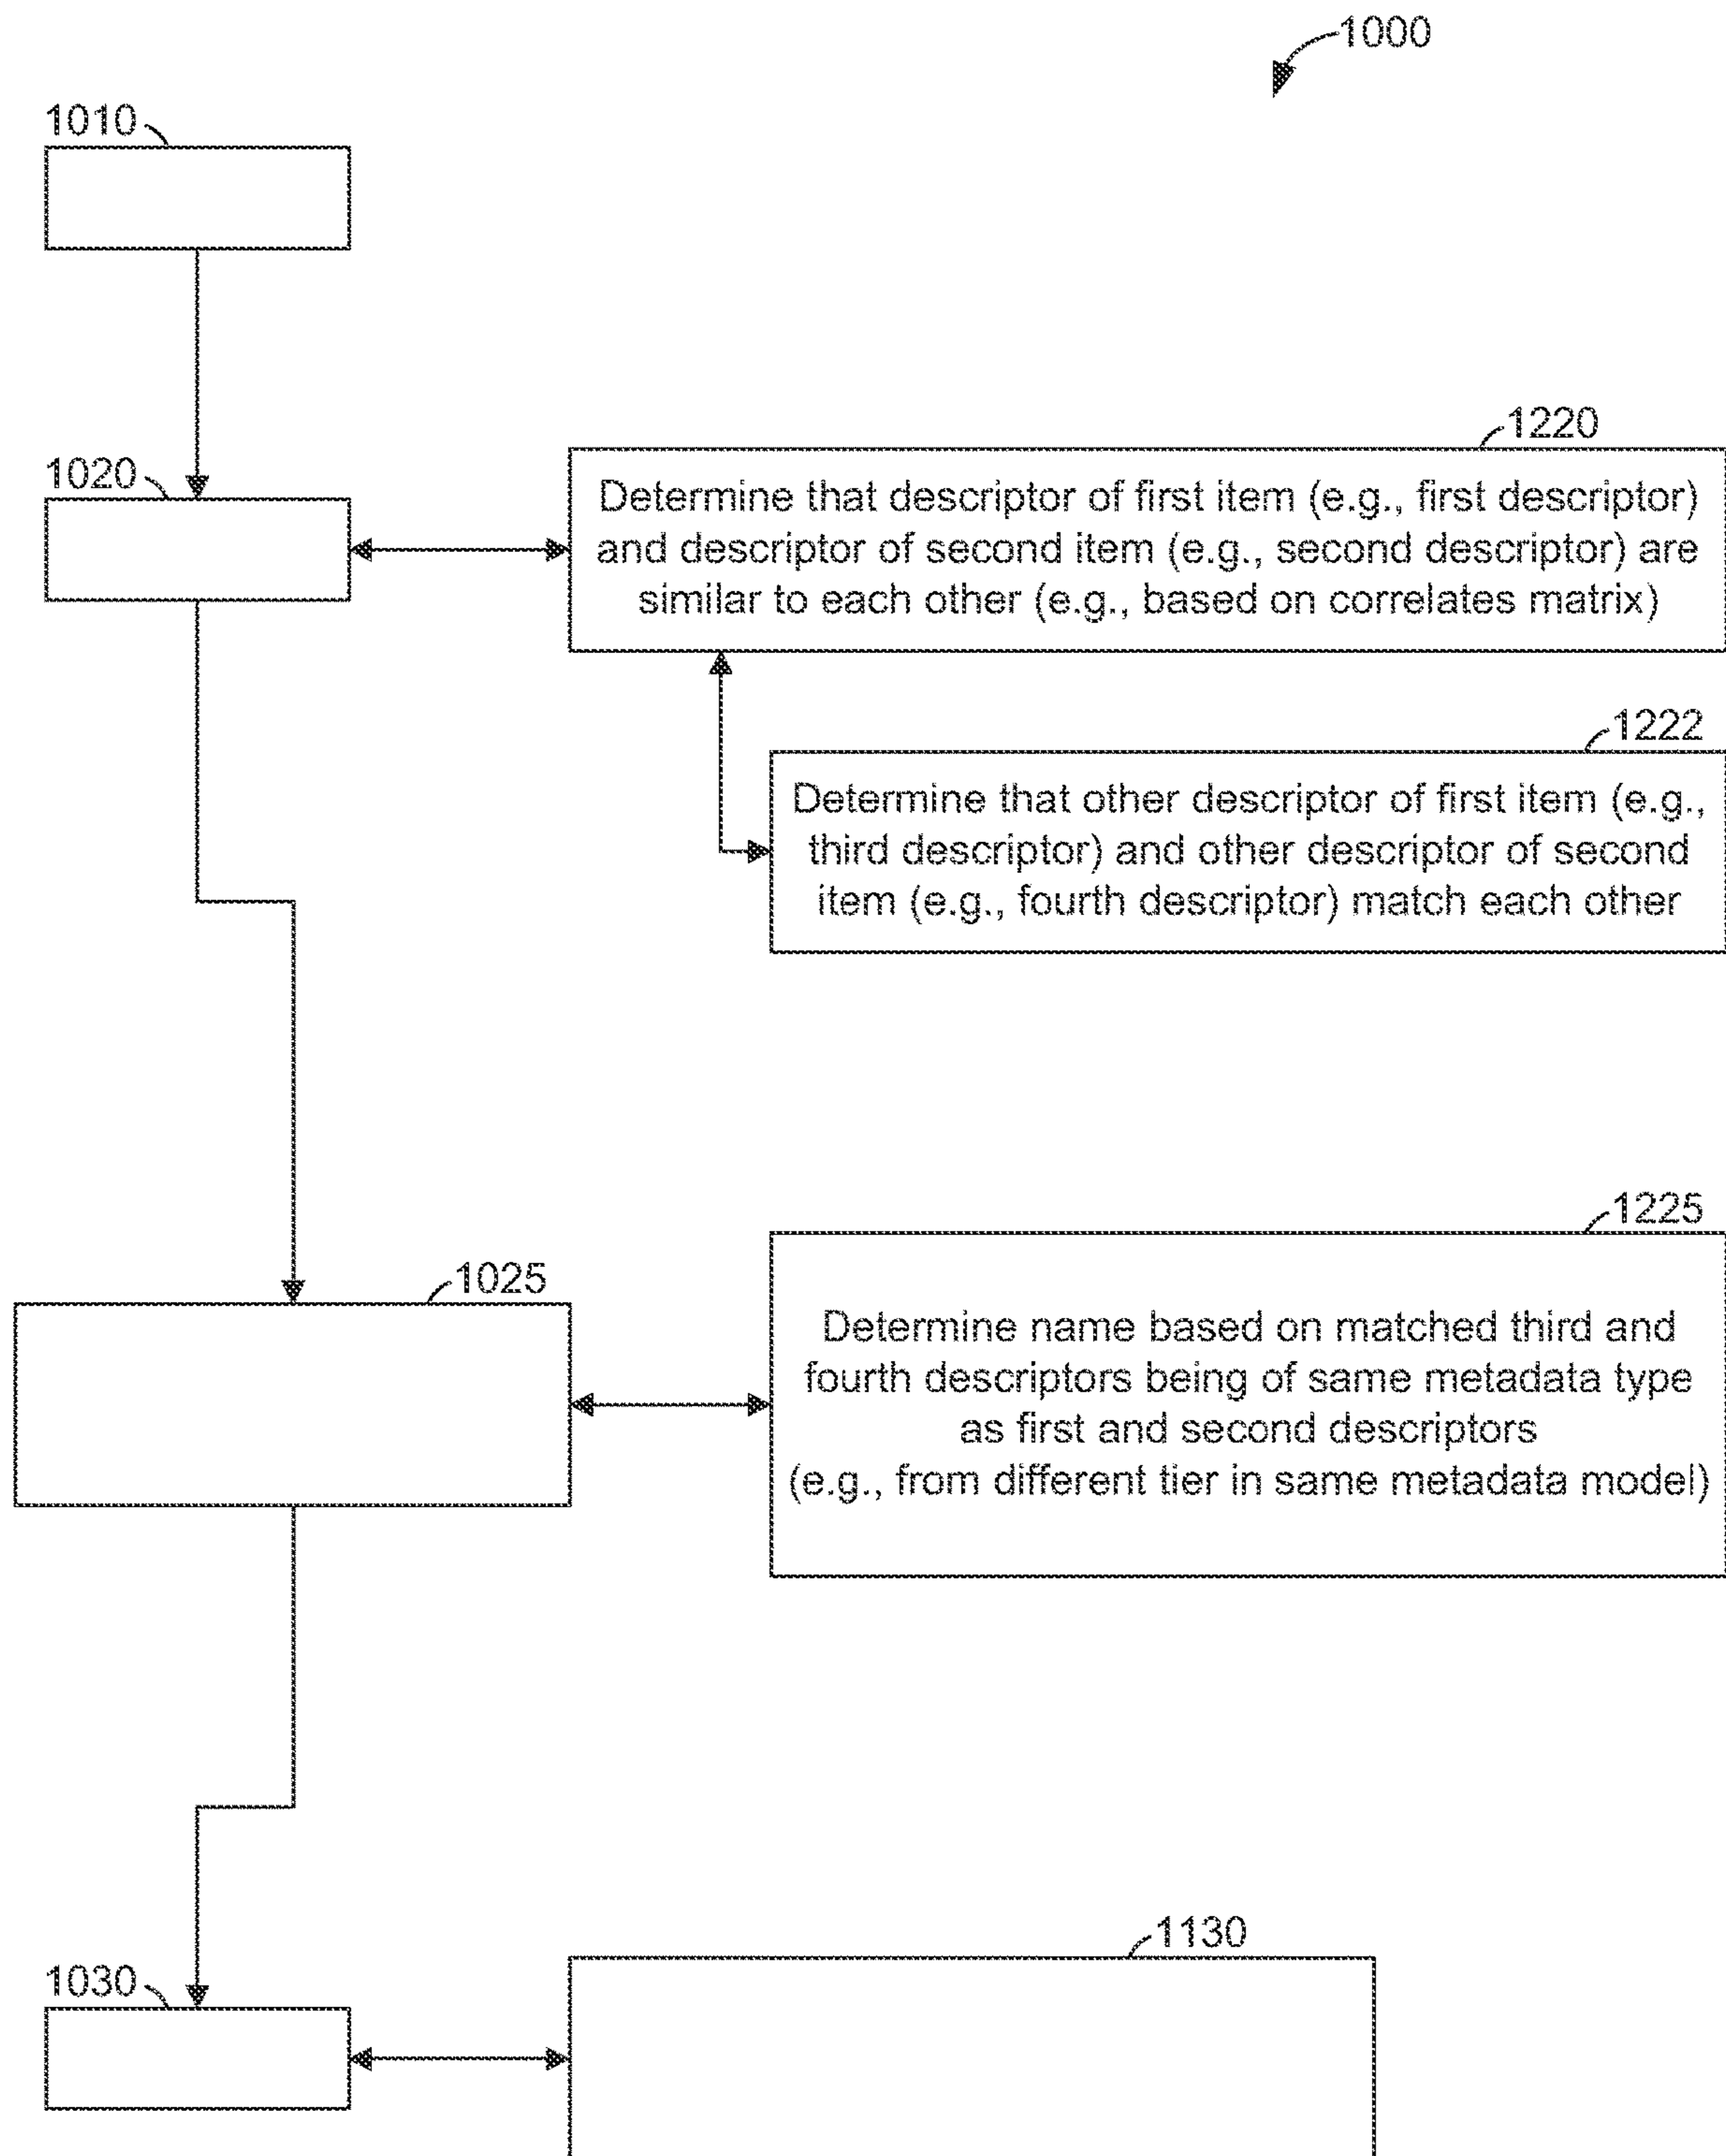 1000
1010
1220
1020
Determine that descriptor of first item (e.g., first descriptor)
and descriptor of second item (e.g., second descriptor) are
similar to each other (e.g., based on correlates matrix)
1222
Determine that other descriptor of first item (e.g.,
third descriptor) and other descriptor of second
item (e.g., fourth descriptor) match each other
1225
1025
Determine name based on matched third and
fourth descriptors being of same metadata type
as first and second descriptors
(e.g., from different tier in same metadata model)
1130
1030